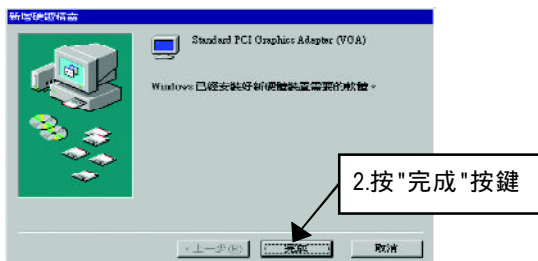 新增硬體精靈
Standard PCI Graphics Adapter (VGA)
Windows 已經安裝好新硬體裝置需要的軟體。
2.按"完成"按鍵
<上一步(B)
完成
取消